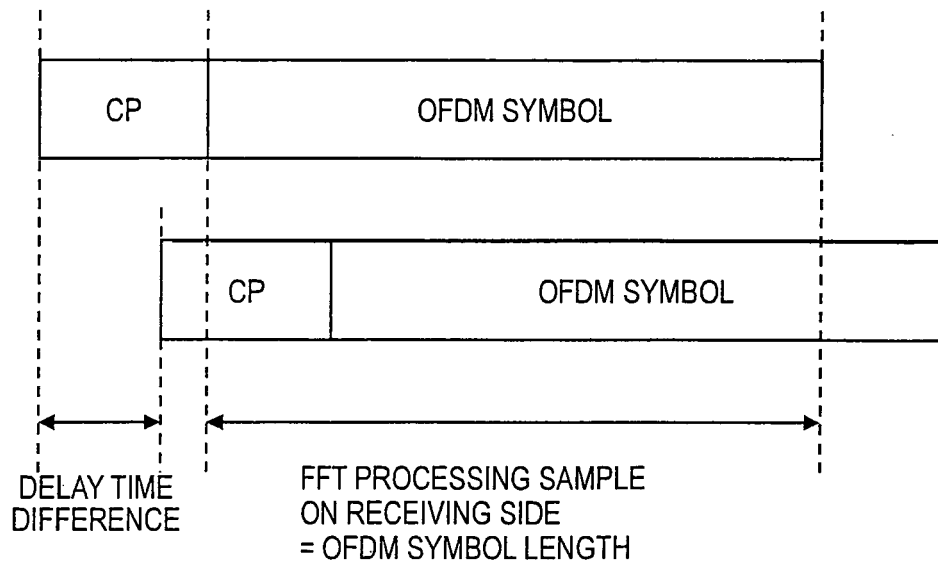 CP
OFDM SYMBOL
CP
OFDM SYMBOL
DELAY TIME
DIFFERENCE
FFT PROCESSING SAMPLE
ON RECEIVING SIDE
= OFDM SYMBOL LENGTH